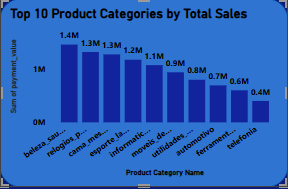 Top 10 Product Categories by Total Sales
Sum of payment_value
1M
0M
1.4M
1.3M
1.3M
1.2M
1.1M
0.9M
0.8M
0.7M
0.6M
0.4M
beleza_sau...
relogios_p...
cama_mes...
esporte_la...
informatic...
moveis_de...
utilidades_...
automotivo
ferrament...
telefonia
Product Category Name